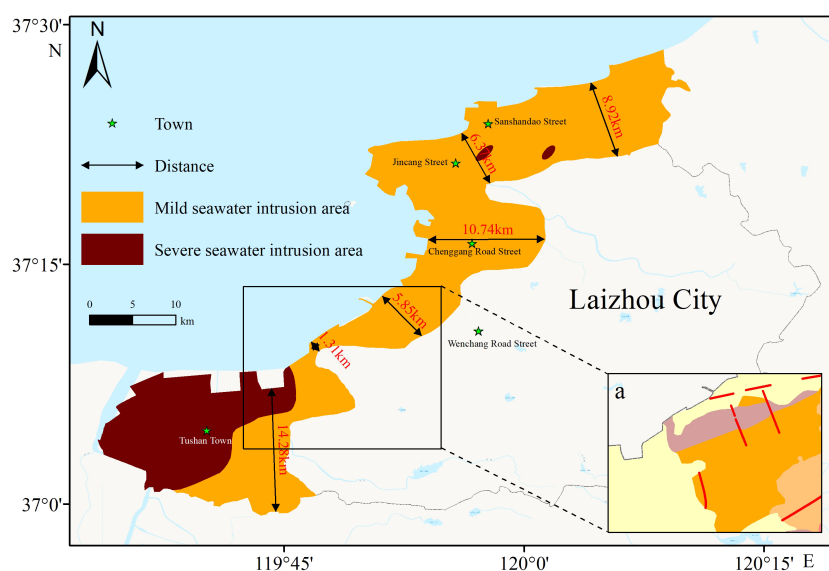 37°30'
N
N
Town
Distance
Mild seawater intrusion area
Severe seawater intrusion area
0 5 10
km
37°15'
37°0'
Sanshandao Street
8.92km
Jincang Street
10.74km
Chenggang Road Street
5.85km
1.31km
Laizhou City
Wenchang Road Street
Tushan Town
14.28km
a
119°45'
120°0'
120°15'
E